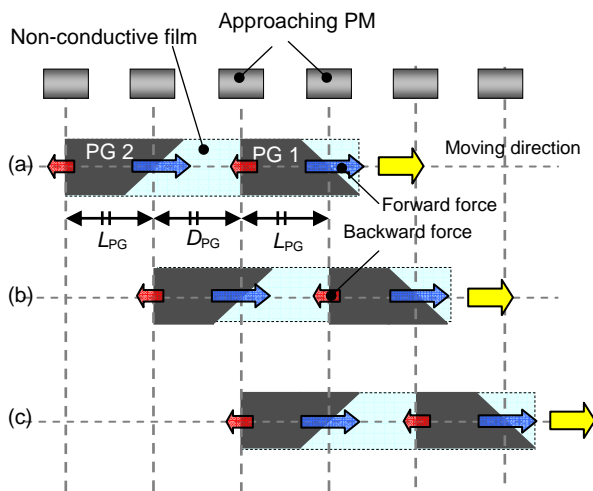 Approaching PM
Non-conductive film
(a)
PG 2
PG 1
Moving direction
Forward force
Backward force
LPG
DPG
LPG
(b)
(c)